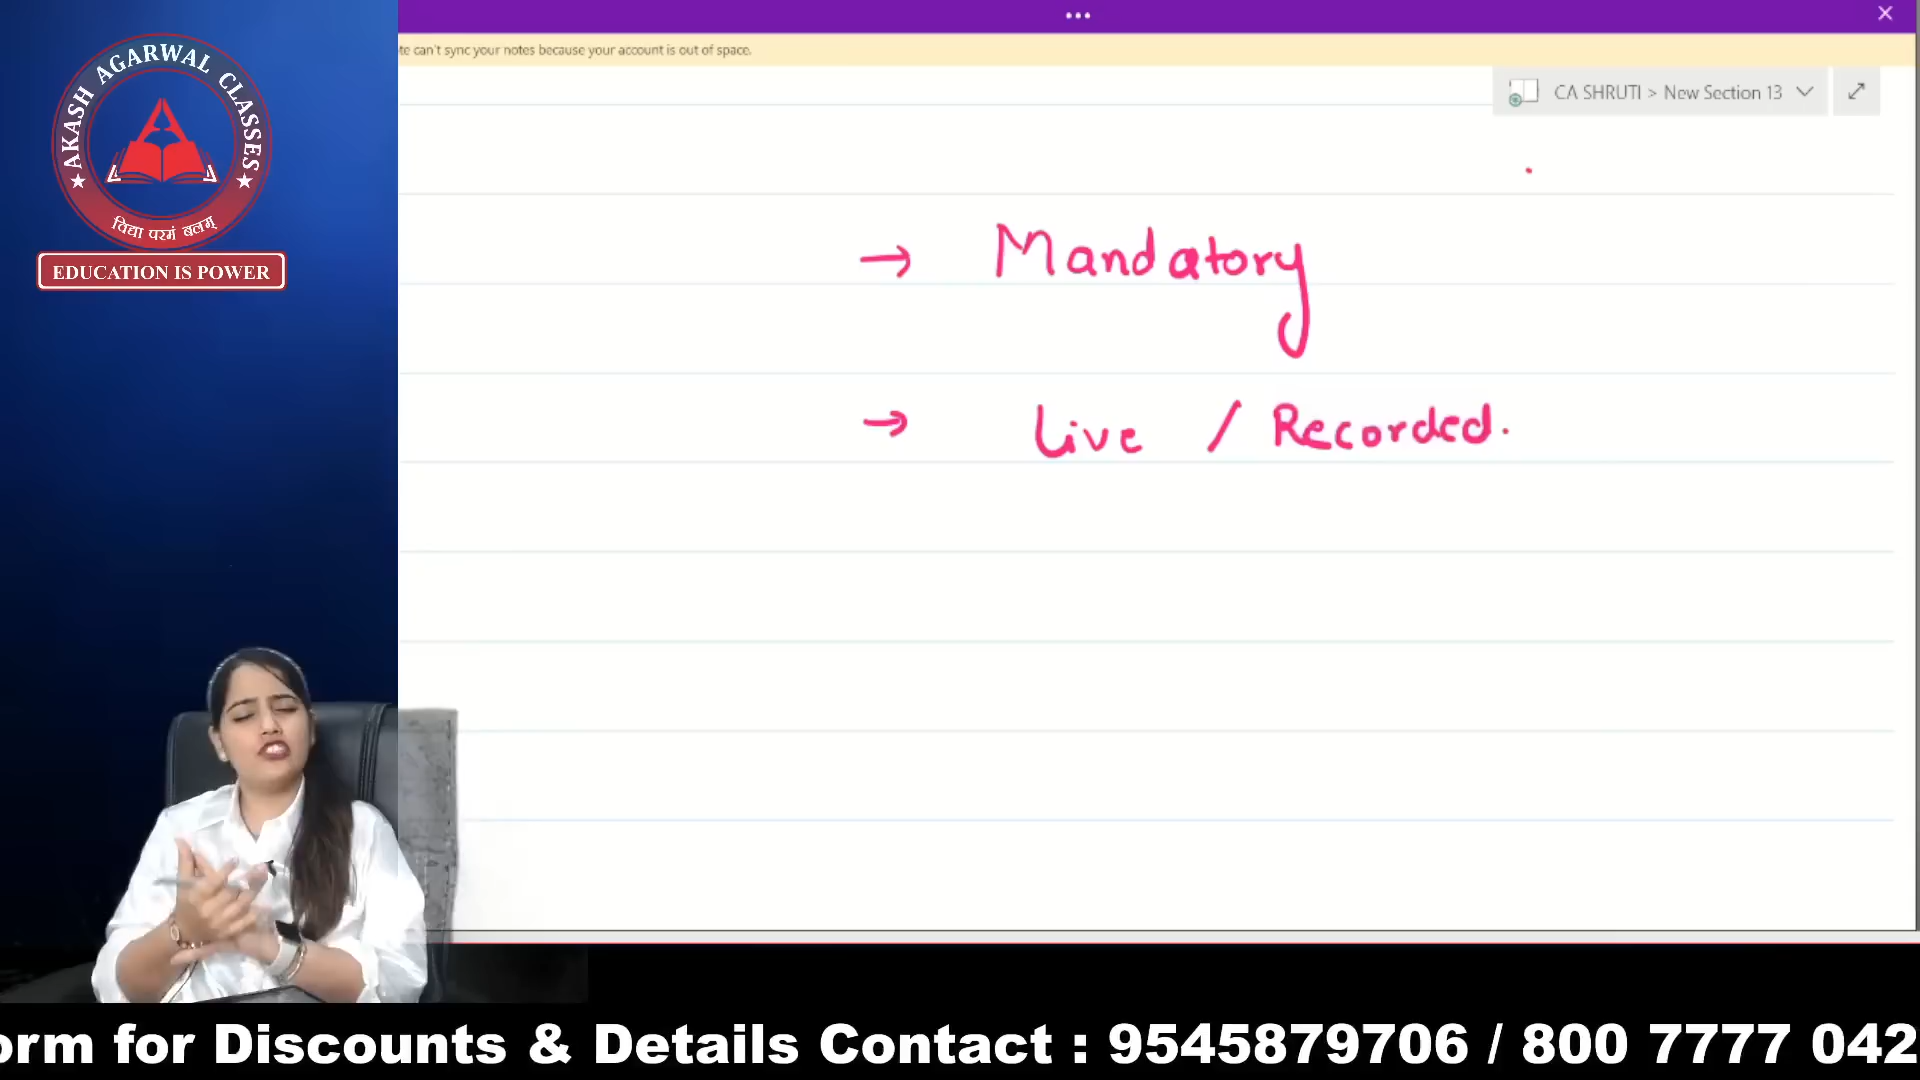 AKASH AGARWAL CLASSES
विद्या परमं बलम्
EDUCATION IS POWER
can't sync your notes because your account is out of space.
CA SHRUTI > New Section 13
→ Mandatory
→ Live / Recorded.
orm for Discounts & Details Contact : 9545879706 / 800 7777 042